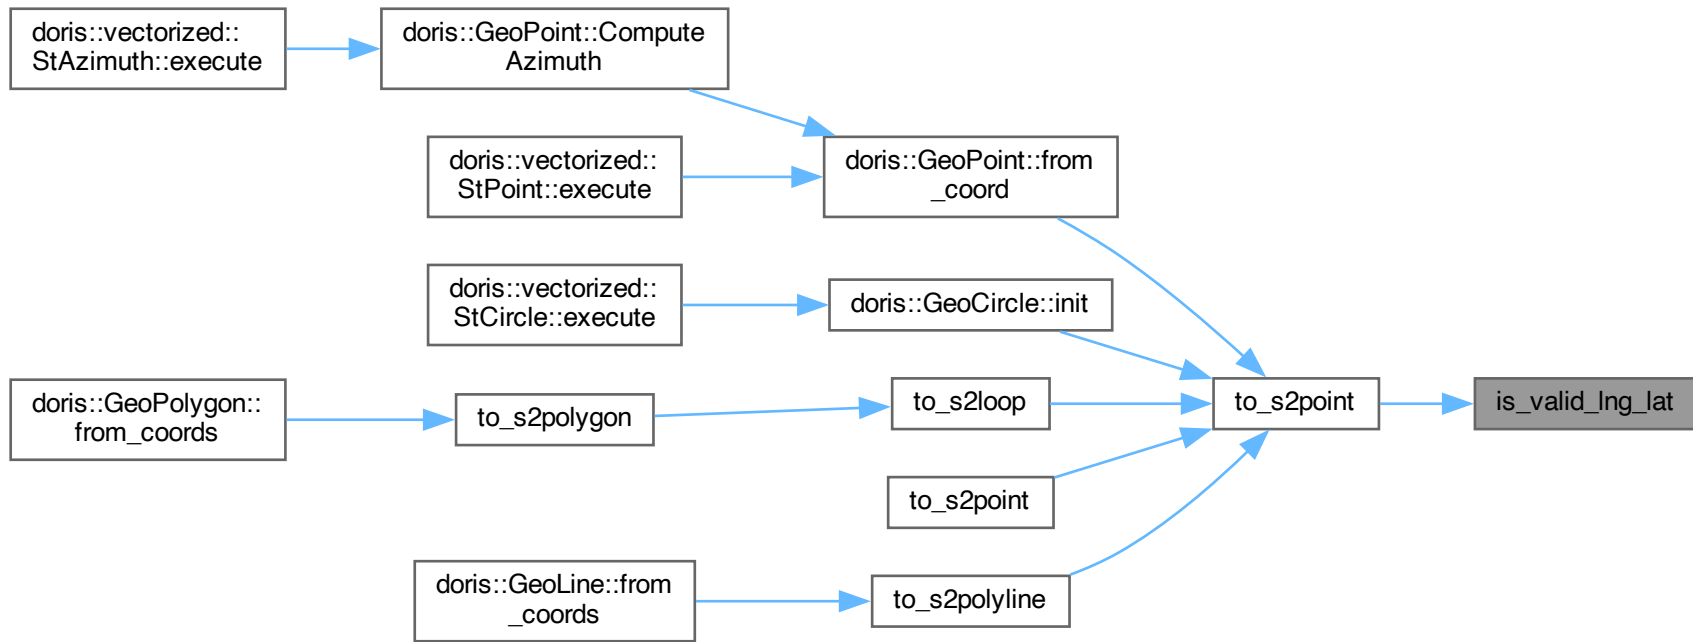 doris::vectorized::
StAzimuth::execute
doris::GeoPoint::Compute
Azimuth
doris::vectorized::
StPoint::execute
doris::GeoPoint::from
_coord
doris::vectorized::
StCircle::execute
doris::GeoCircle::init
doris::GeoPolygon::
from_coords
to_s2polygon
to_s2loop
to_s2point
is_valid_lng_lat
to_s2point
doris::GeoLine::from
_coords
to_s2polyline